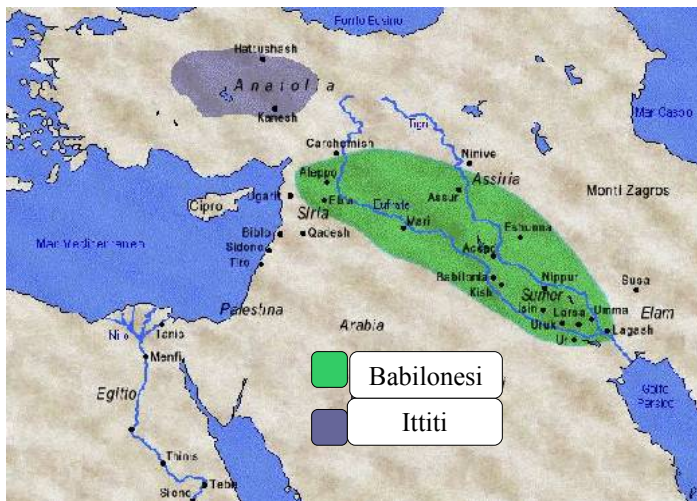 Ponto Eusino
Hattushash
Anatolia
Kanesh
Mar Caspio
Tigri
Carchemish
Ninive
Assiria
Aleppo
Monti Zagros
Assur
Ugarit
Cipro
Ebla
Siria
Eufrate
Mari
Eshunna
Biblo
Qadesh
Mar Mediterraneo
Sidone
Accad
Tiro
Babilonia
Nippur
Susa
Kish
Sumer
Elam
Palestina
Isin
Larsa
Umma
Tanis
Arabia
Uruk
Lagash
Nilo
Ur
Menfi
Babilonesi
Egitto
Golfo
Persico
Ittiti
Thinis
Tebe
Siene